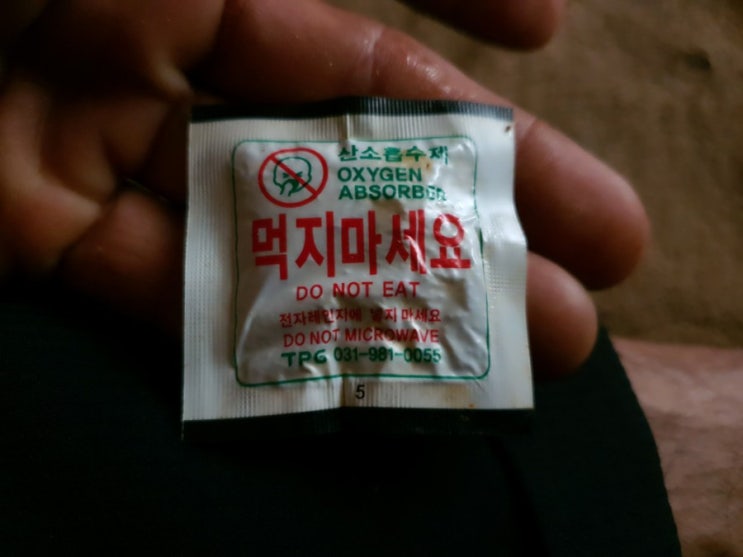 산소흡수제
OXYGEN
ABSORBER
먹지마세요
DO NOT EAT
전자레인지에 넣지 마세요
DO NOT MICROWAVE
TPG 031-981-0055
5